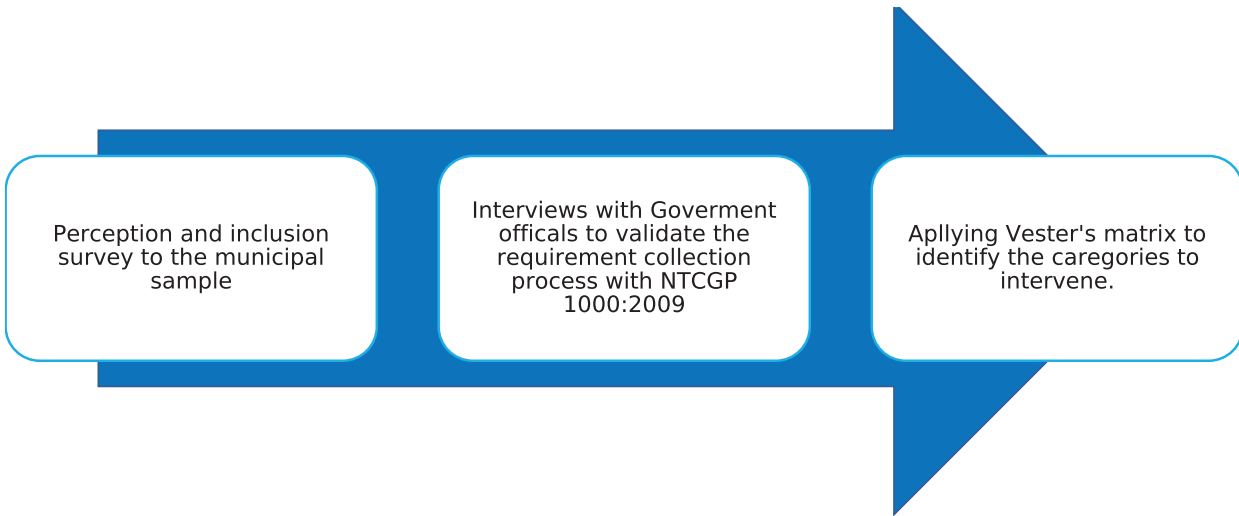 Perception and inclusion
survey to the municipal
sample
Interviews with Goverment
officals to validate the
requirement collection
process with NTCGP
1000:2009
Apllying Vester's matrix to
identify the caregories to
intervene.